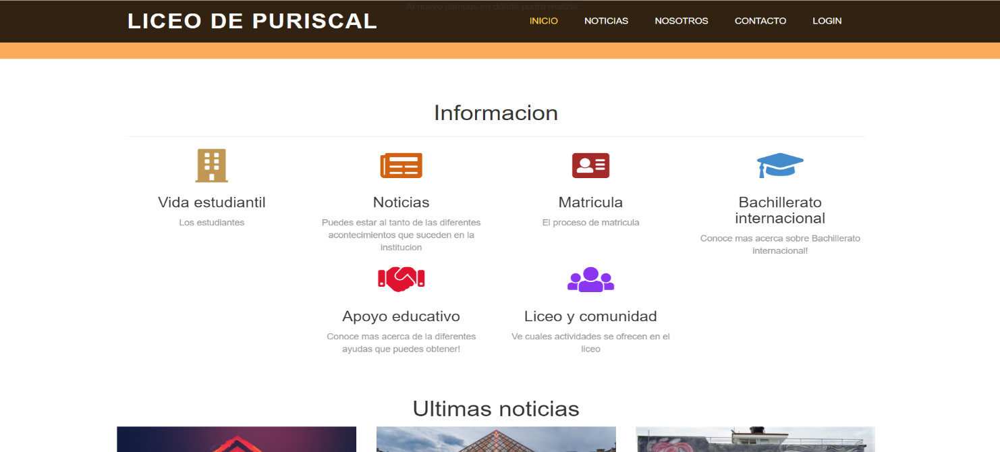 Al nuevo campus en donde podra realizar:
LICEO DE PURISCAL
INICIO NOTICIAS NOSOTROS CONTACTO LOGIN
Informacion
Vida estudiantil
Los estudiantes
Noticias
Puedes estar al tanto de las diferentes
acontecimientos que suceden en la
institucion
Matricula
El proceso de matricula
Bachillerato
internacional
Conoce mas acerca sobre Bachillerato
internacional!
Apoyo educativo
Conoce mas acerca de la diferentes
ayudas que puedes obtener!
Liceo y comunidad
Ve cuales actividades se ofrecen en el
liceo
Ultimas noticias